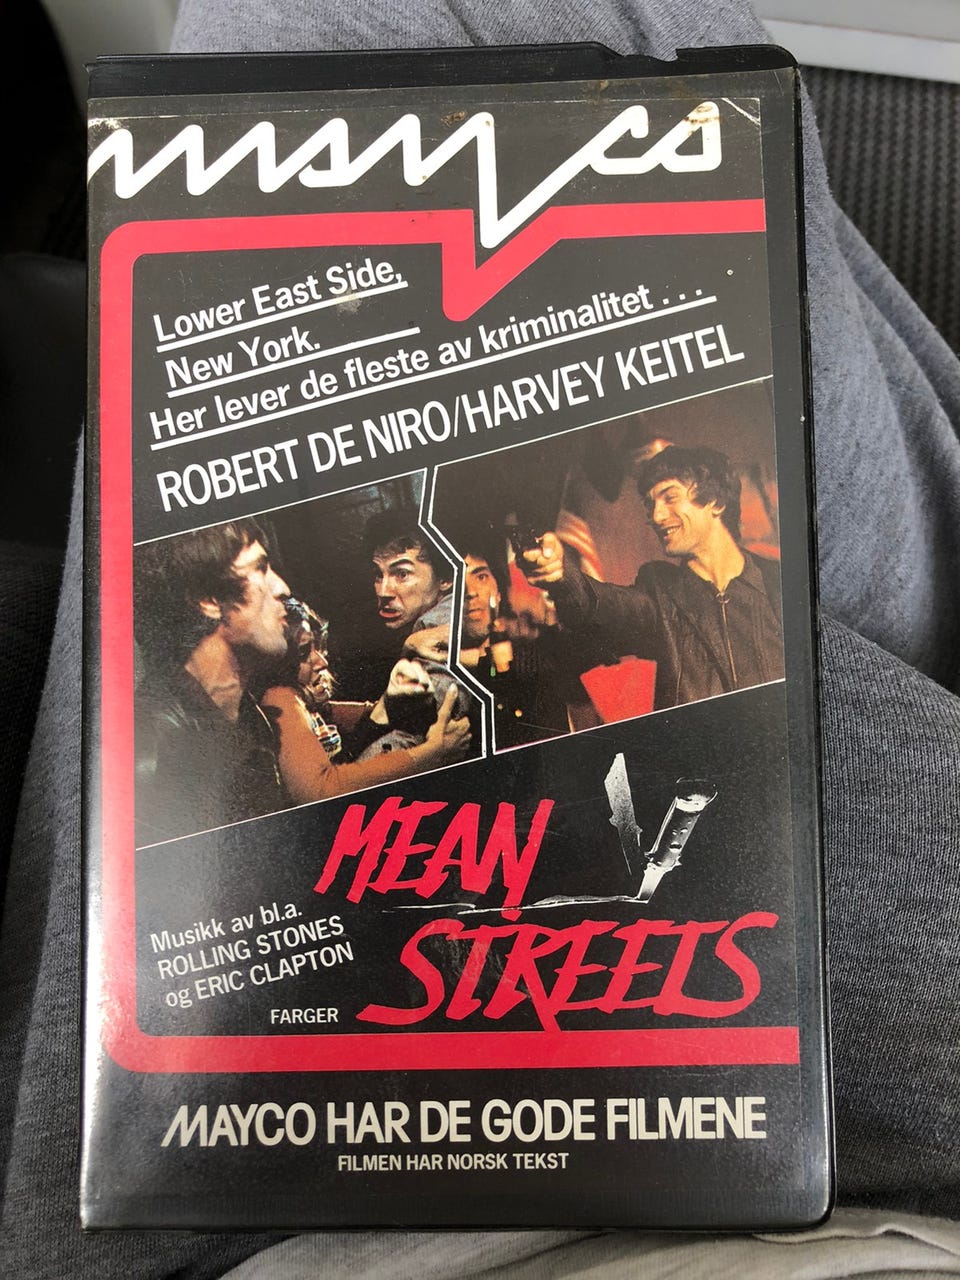 mayco
Lower East Side,
New York.
Her lever de fleste av kriminalitet...
ROBERT DE NIRO/HARVEY KEITEL
MEAN
STREETS
Musikk av bl.a.
ROLLING STONES
og ERIC CLAPTON
FARGER
MAYCO HAR DE GODE FILMENE
FILMEN HAR NORSK TEKST